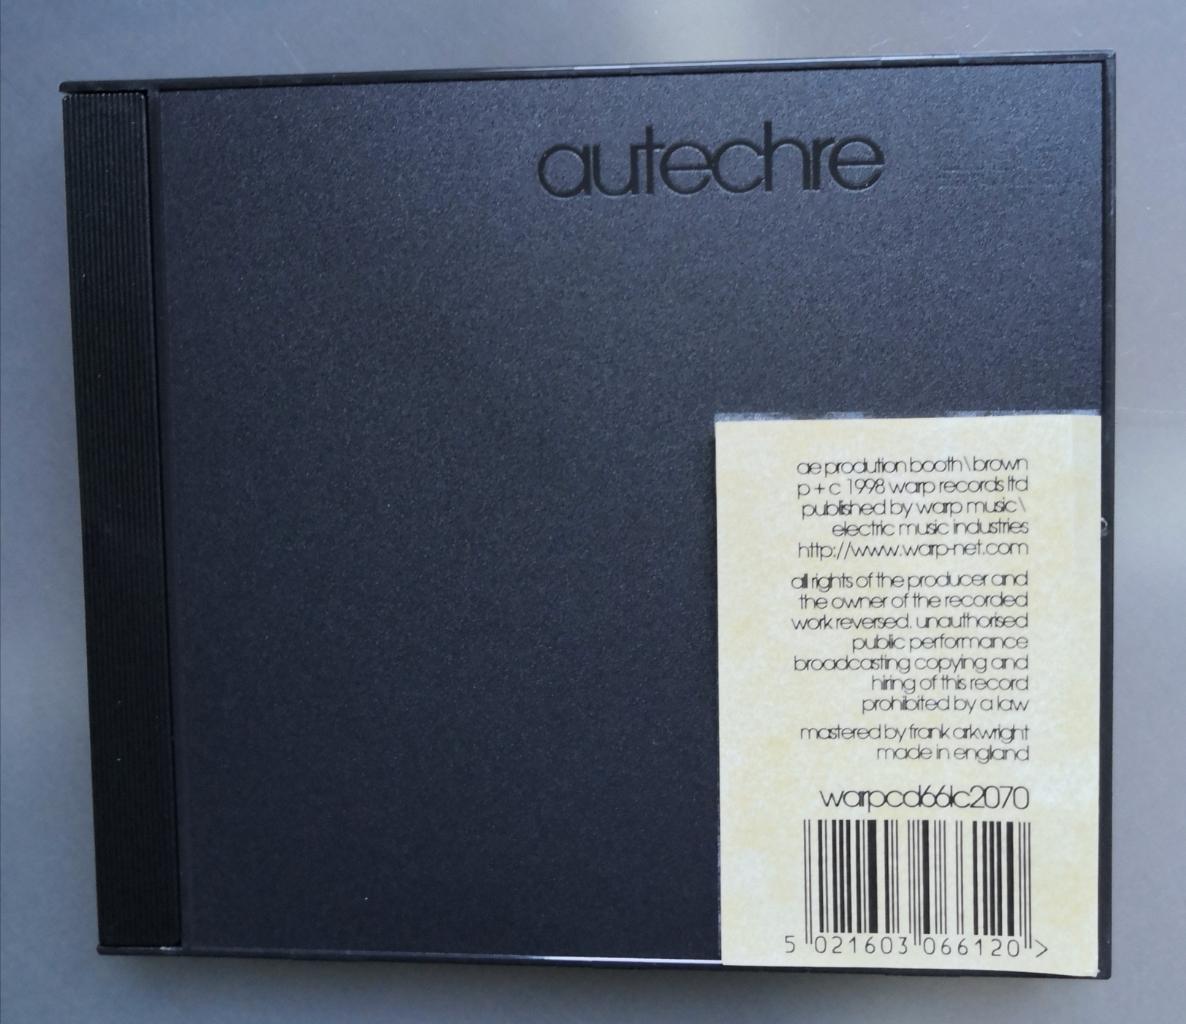 autechre
ae prodution booth\brown
p + c 1998 warp records ltd
published by warp music\
electric music industries
http://www.warp-net.com
all rights of the producer and
the owner of the recorded
work reversed. unauthorised
public performance
broadcasting copying and
hiring of this record
prohibited by a law
mastered by frank arkwright
made in england
warpcd66lc2070
5 021603 066120 >